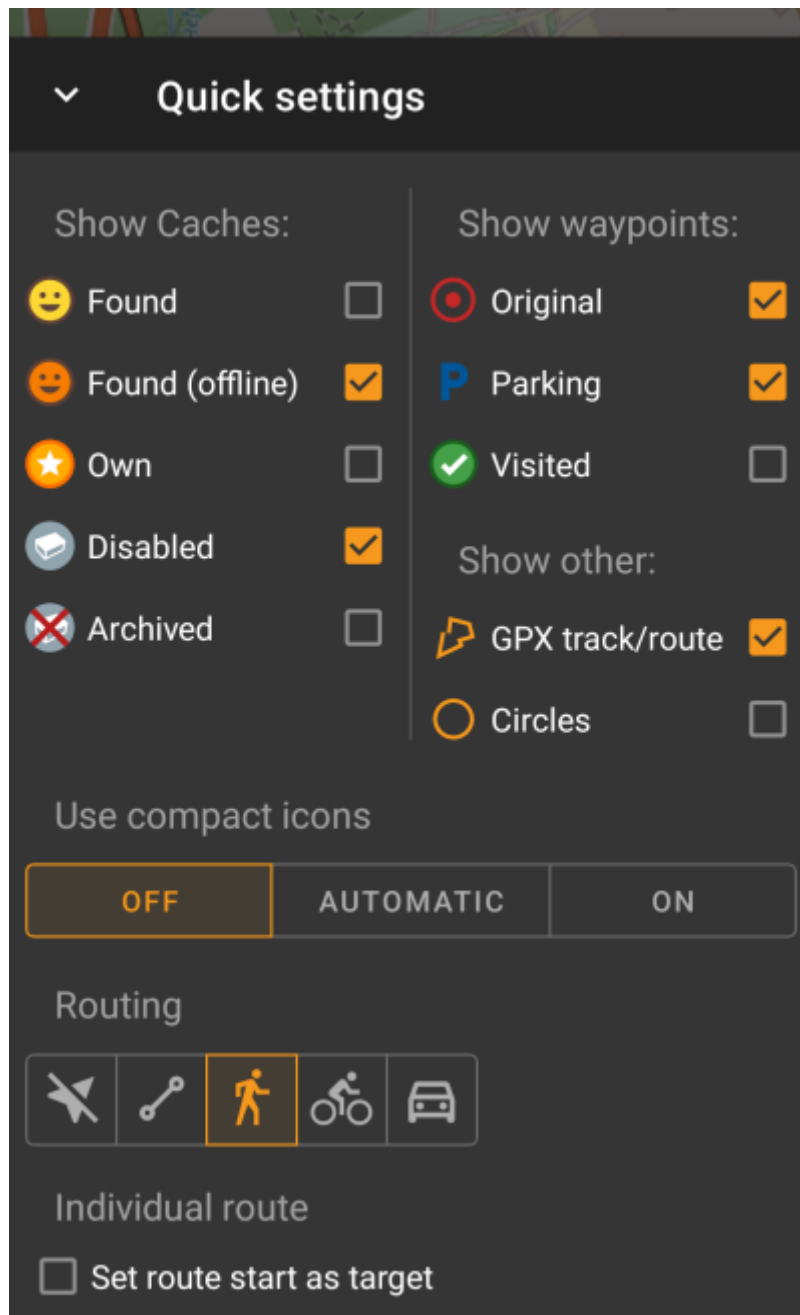 Quick settings
Show Caches:
Found
Found (offline)
Own
Disabled
Archived
Show waypoints:
Original
P Parking
Visited
Show other:
GPX track/route
Circles
Use compact icons
OFF AUTOMATIC ON
Routing
Individual route
Set route start as target